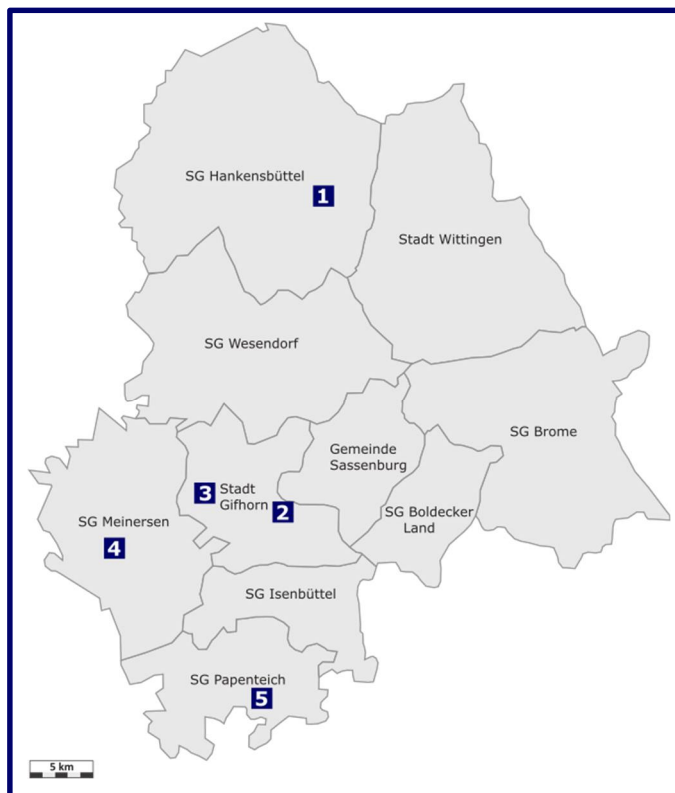 SG Hankensbüttel
1
Stadt Wittingen
SG Wesendorf
SG Brome
Gemeinde
Sassenburg
3
Stadt
Gifhorn
2
SG Boldecker
Land
SG Meinersen
4
SG Isenbüttel
SG Papenteich
5
5 km